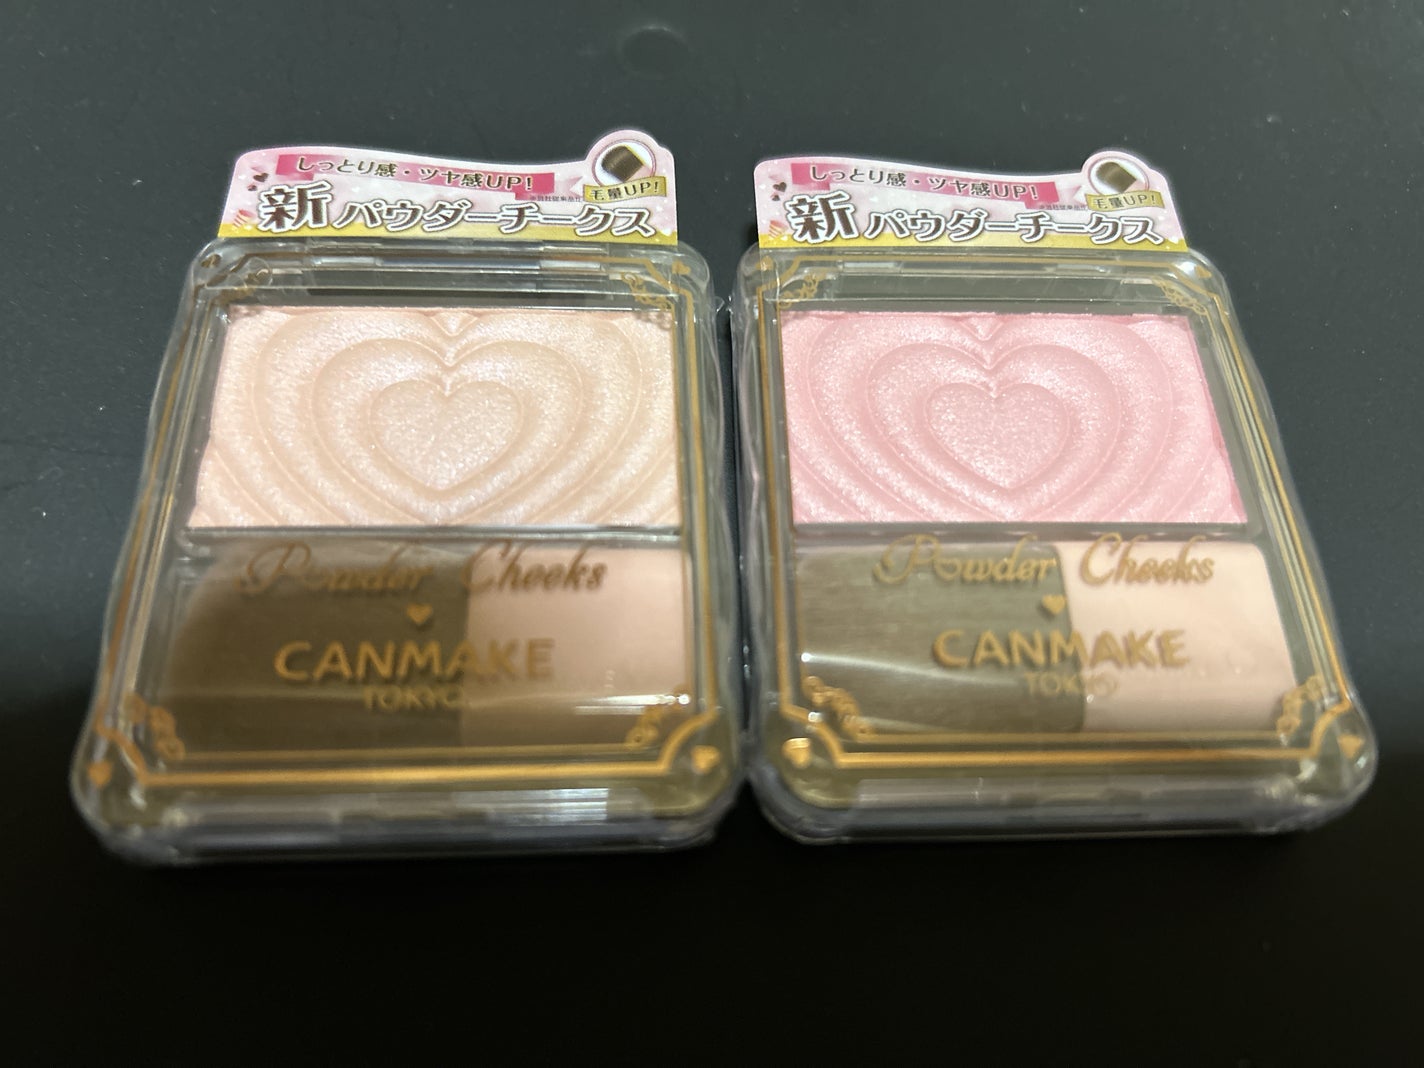 しっとり感・ツヤ感UP!
毛量UP!
新 パウダーチークス
Powder Cheeks
CANMAKE
TOKYO
しっとり感・ツヤ感UP!
毛量UP!
新 パウダーチークス
Powder Cheeks
CANMAKE
TOKYO